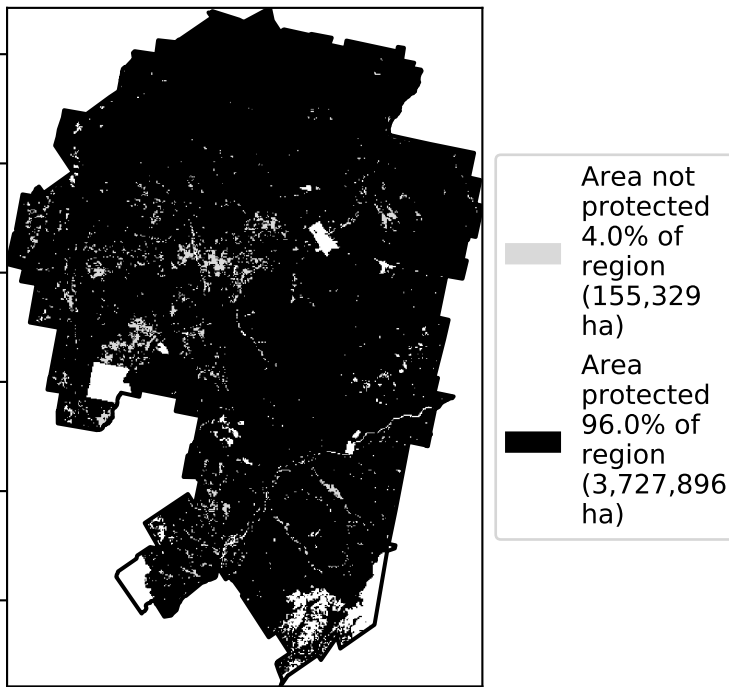 Area not
protected
4.0% of
region
(155,329
ha)
Area
protected
96.0% of
region
(3,727,896
ha)